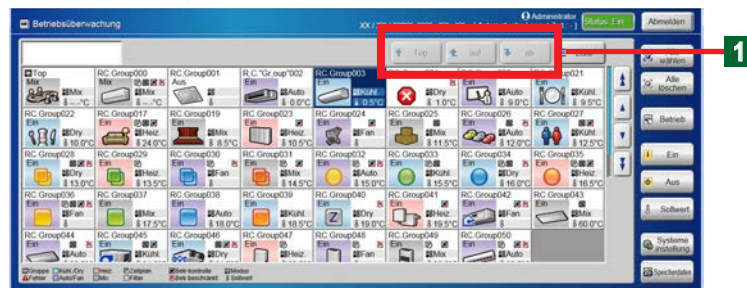 Betriebsüberwachung
Administrator
Status: Ein
Abmelden
Top
auf
ab
1
wählen
Alle
löschen
Betrieb
Ein
Aus
Sollwert
Systeme
instellung
Speicherdaten
Top
Mix
Mix
RC.Group000
Mix
Mix
RC.Group001
Aus
RC."Gr,oup"002
Ein
Auto
0.0°C
RC.Group003
Ein
Kühl.
0.5°C
Dry
1.0°C
Auto
9.0°C
up021
Kühl.
9.5°C
RC.Group022
Ein
Dry
10.0°C
RC.Group017
Ein
Heiz.
24.0°C
RC.Group019
Ein
Mix
8.5°C
RC.Group023
Ein
Heiz.
10.5°C
RC.Group024
Ein
Fan
RC.Group025
Ein
Mix
11.5°C
RC.Group026
Ein
Auto
12.0°C
RC.Group027
Ein
Kühl.
12.5°C
RC.Group028
Ein
Dry
13.0°C
RC.Group029
Ein
Heiz.
13.5°C
RC.Group030
Ein
Fan
RC.Group031
Ein
Mix
14.5°C
RC.Group032
Ein
Auto
15.0°C
RC.Group033
Ein
Kühl.
15.5°C
RC.Group034
Ein
Dry
16.0°C
RC.Group035
Ein
Heiz.
16.5°C
RC.Group036
Ein
Fan
RC.Group037
Ein
Mix
17.5°C
RC.Group038
Ein
Auto
18.0°C
RC.Group039
Ein
Kühl.
18.5°C
RC.Group040
Ein
Dry
19.0°C
RC.Group041
Ein
Heiz.
19.5°C
RC.Group042
Ein
Fan
RC.Group043
Ein
Mix
60.0°C
RC.Group044
Ein
Auto
RC.Group045
Ein
Kühl.
RC.Group046
Ein
Dry
RC.Group047
Ein
Heiz.
RC.Group048
Ein
Fan
RC.Group049
Ein
Mix
RC.Group050
Ein
Auto
Gruppe Kühl./Dry Heiz. Zeitplan Betr-kontrolle Modus
Fehler Auto/Fan Mix Filter Betr.beschränkt Sollwert